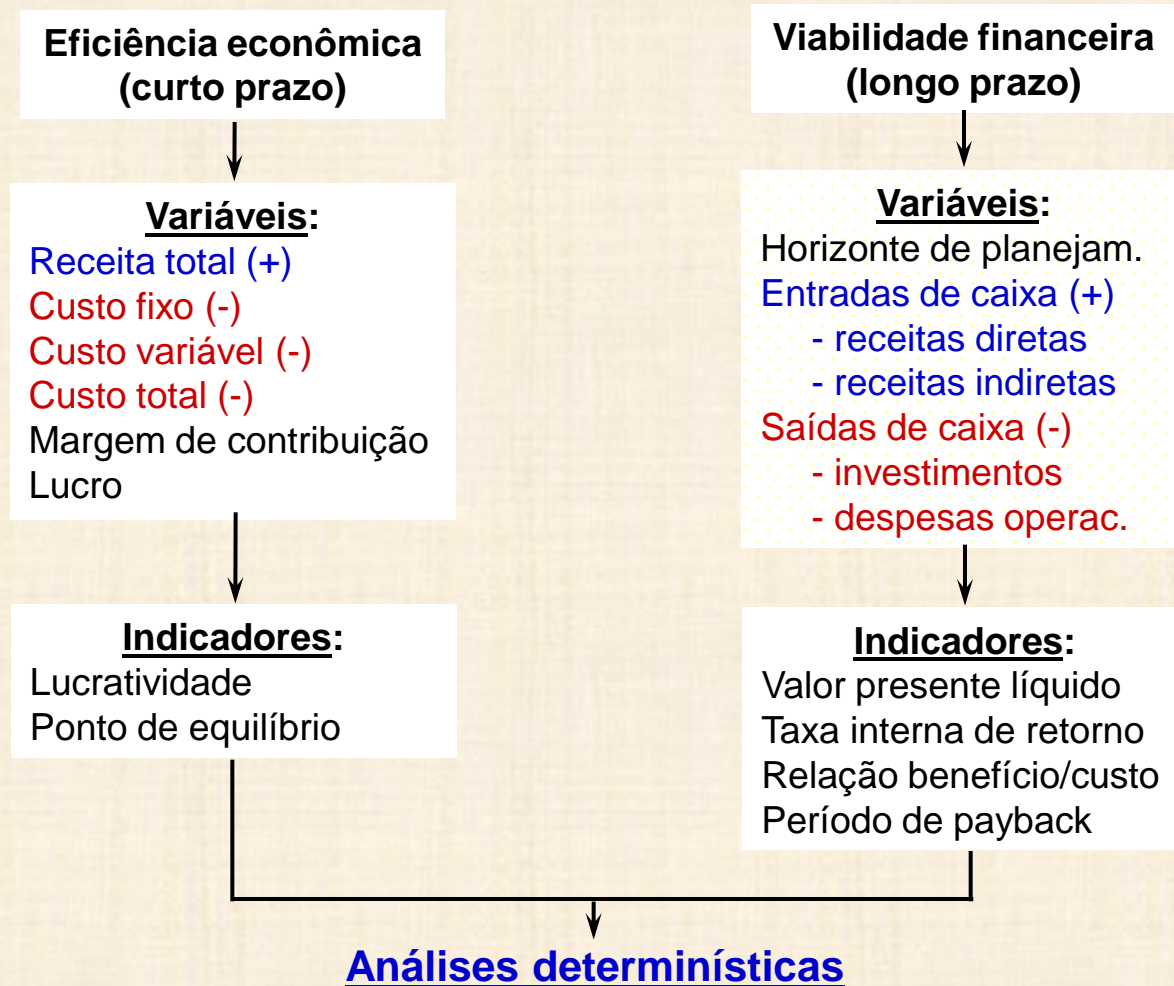 Eficiência econômica
(curto prazo)
Variáveis:
Receita total (+)
Custo fixo (-)
Custo variável (-)
Custo total (-)
Margem de contribuição
Lucro
Indicadores:
Lucratividade
Ponto de equilíbrio
Viabilidade financeira
(longo prazo)
Variáveis:
Horizonte de planejam.
Entradas de caixa (+)
- receitas diretas
- receitas indiretas
Saídas de caixa (-)
- investimentos
- despesas operac.
Indicadores:
Valor presente líquido
Taxa interna de retorno
Relação benefício/custo
Período de payback
Análises determinísticas